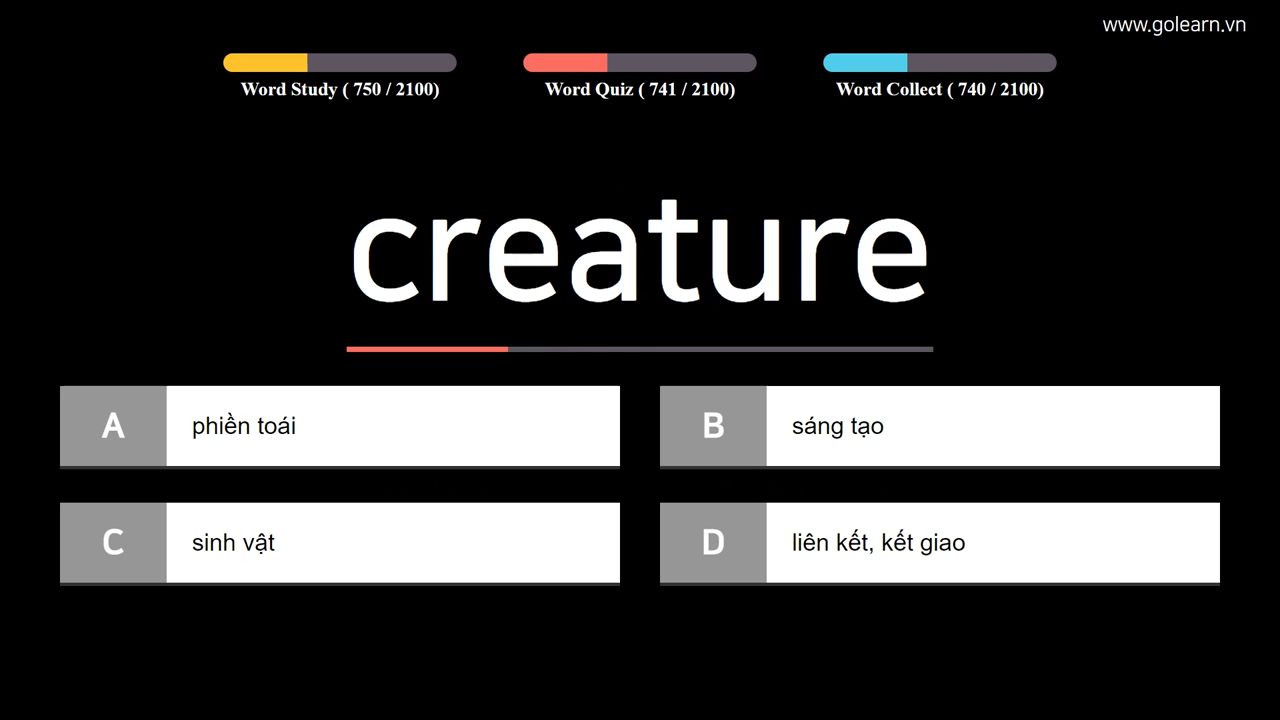 www.golearn.vn
Word Study ( 750 / 2100)
Word Quiz ( 741 / 2100)
Word Collect ( 740 / 2100)
creature
A phiền toái
B sáng tạo
C sinh vật
D liên kết, kết giao